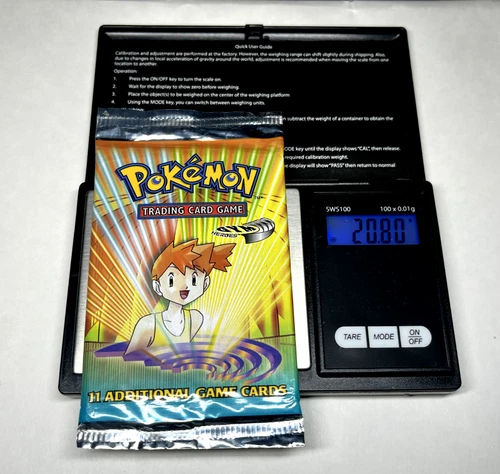 Quick User Guide
Calibration and adjustment are performed at the factory. However, the weighing range can shift slightly during shipping. Also,
due to changes in local acceleration of gravity around the world, adjustment is recommended when moving the scale from one
location to another.
Operation:
1. Press the ON/OFF key to turn the scale on.
2. Wait for the display to show zero before weighing.
3. Place the object(s) to be weighed on the center of the weighing platform
4. Using the MODE key, you can switch between weighing units.
subtract the weight of a container to obtain the
key until the display shows "CAL", then release.
required calibration weight.
display will show "PASS" then return to normal
POKéMON
TRADING CARD GAME
GYM
HEROES
11 ADDITIONAL GAME CARDS
SWS100 100 x 0.01g
20.80
TARE MODE ON
OFF